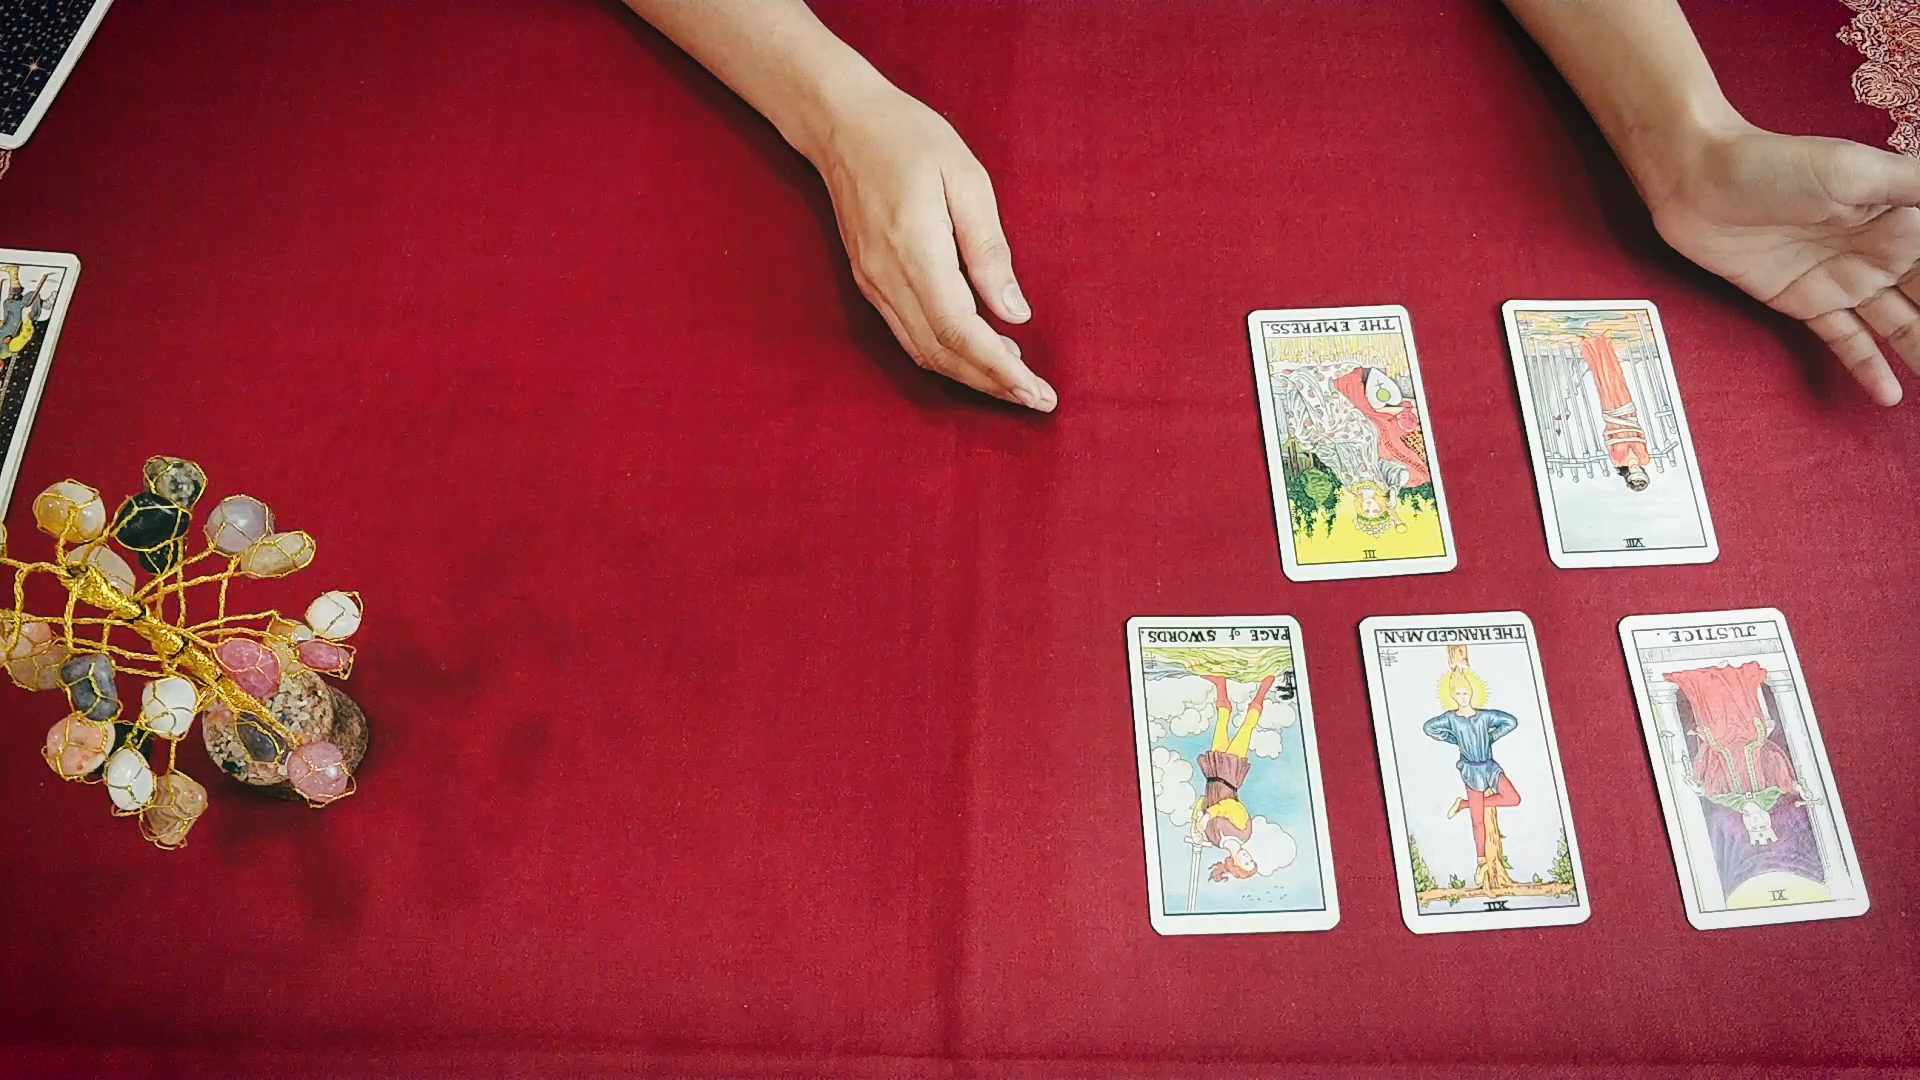 THE EMPRESS.
III
VIII
PAGE of SWORDS.
THE HANGED MAN.
XII
JUSTICE.
XI